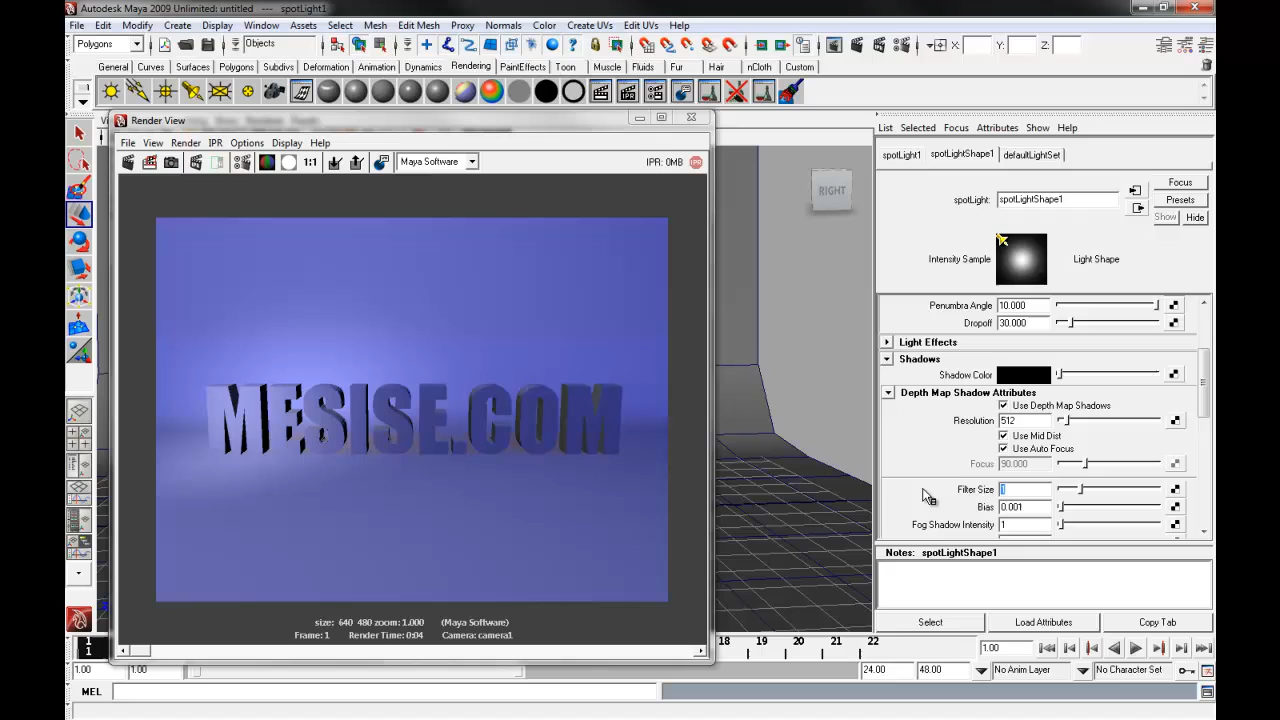 Autodesk Maya 2009 Unlimited: untitled --- spotLight1
File Edit Modify Create Display Window Assets Select Mesh Edit Mesh Proxy Normals Color Create UVs Edit UVs Help
Polygons Objects X: Y: Z:
General Curves Surfaces Polygons Subdivs Deformation Animation Dynamics Rendering PaintEffects Toon Muscle Fluids Fur Hair nCloth Custom
Render View
File View Render IPR Options Display Help
1:1 Maya Software IPR: 0MB
MESISE.COM
size: 640 480 zoom: 1.000 (Maya Software)
Frame: 1 Render Time: 0:04 Camera: camera1
RIGHT
List Selected Focus Attributes Show Help
spotLight1 spotLightShape1 defaultLightSet
spotLight: spotLightShape1
Focus
Presets
Show Hide
Intensity Sample Light Shape
Penumbra Angle 10.000
Dropoff 30.000
Light Effects
Shadows
Shadow Color
Depth Map Shadow Attributes
Use Depth Map Shadows
Resolution 512
Use Mid Dist
Use Auto Focus
Focus 90.000
Filter Size 1
Bias 0.001
Fog Shadow Intensity 1
Notes: spotLightShape1
Select Load Attributes Copy Tab
1 18 19 20 21 22 1.00
1
1.00 1.00 24.00 48.00 No Anim Layer No Character Set
MEL